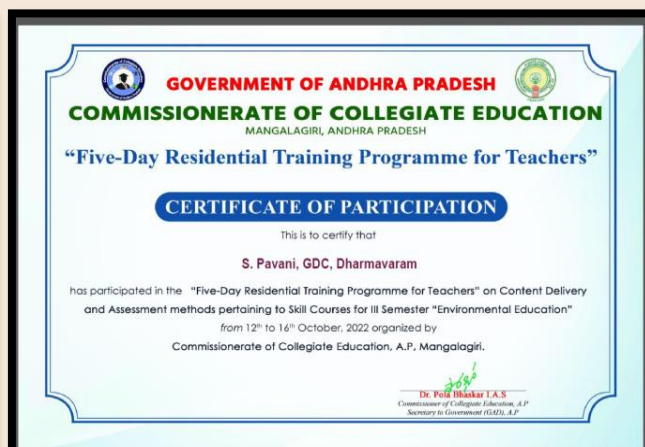 GOVERNMENT OF ANDHRA PRADESH
COMMISSIONERATE OF COLLEGIATE EDUCATION
MANGALAGIRI, ANDHRA PRADESH
“Five-Day Residential Training Programme for Teachers”
CERTIFICATE OF PARTICIPATION
This is to certify that
S. Pavani, GDC, Dharmavaram
has participated in the “Five-Day Residential Training Programme for Teachers” on Content Delivery
and Assessment methods pertaining to Skill Courses for III Semester “Environmental Education”
from 12th to 16th October, 2022 organized by
Commissionerate of Collegiate Education, A.P, Mangalagiri.
Dr. Pola Bhaskar I.A.S
Commissioner of Collegiate Education, A.P
Secretary to Government (GAD), A.P